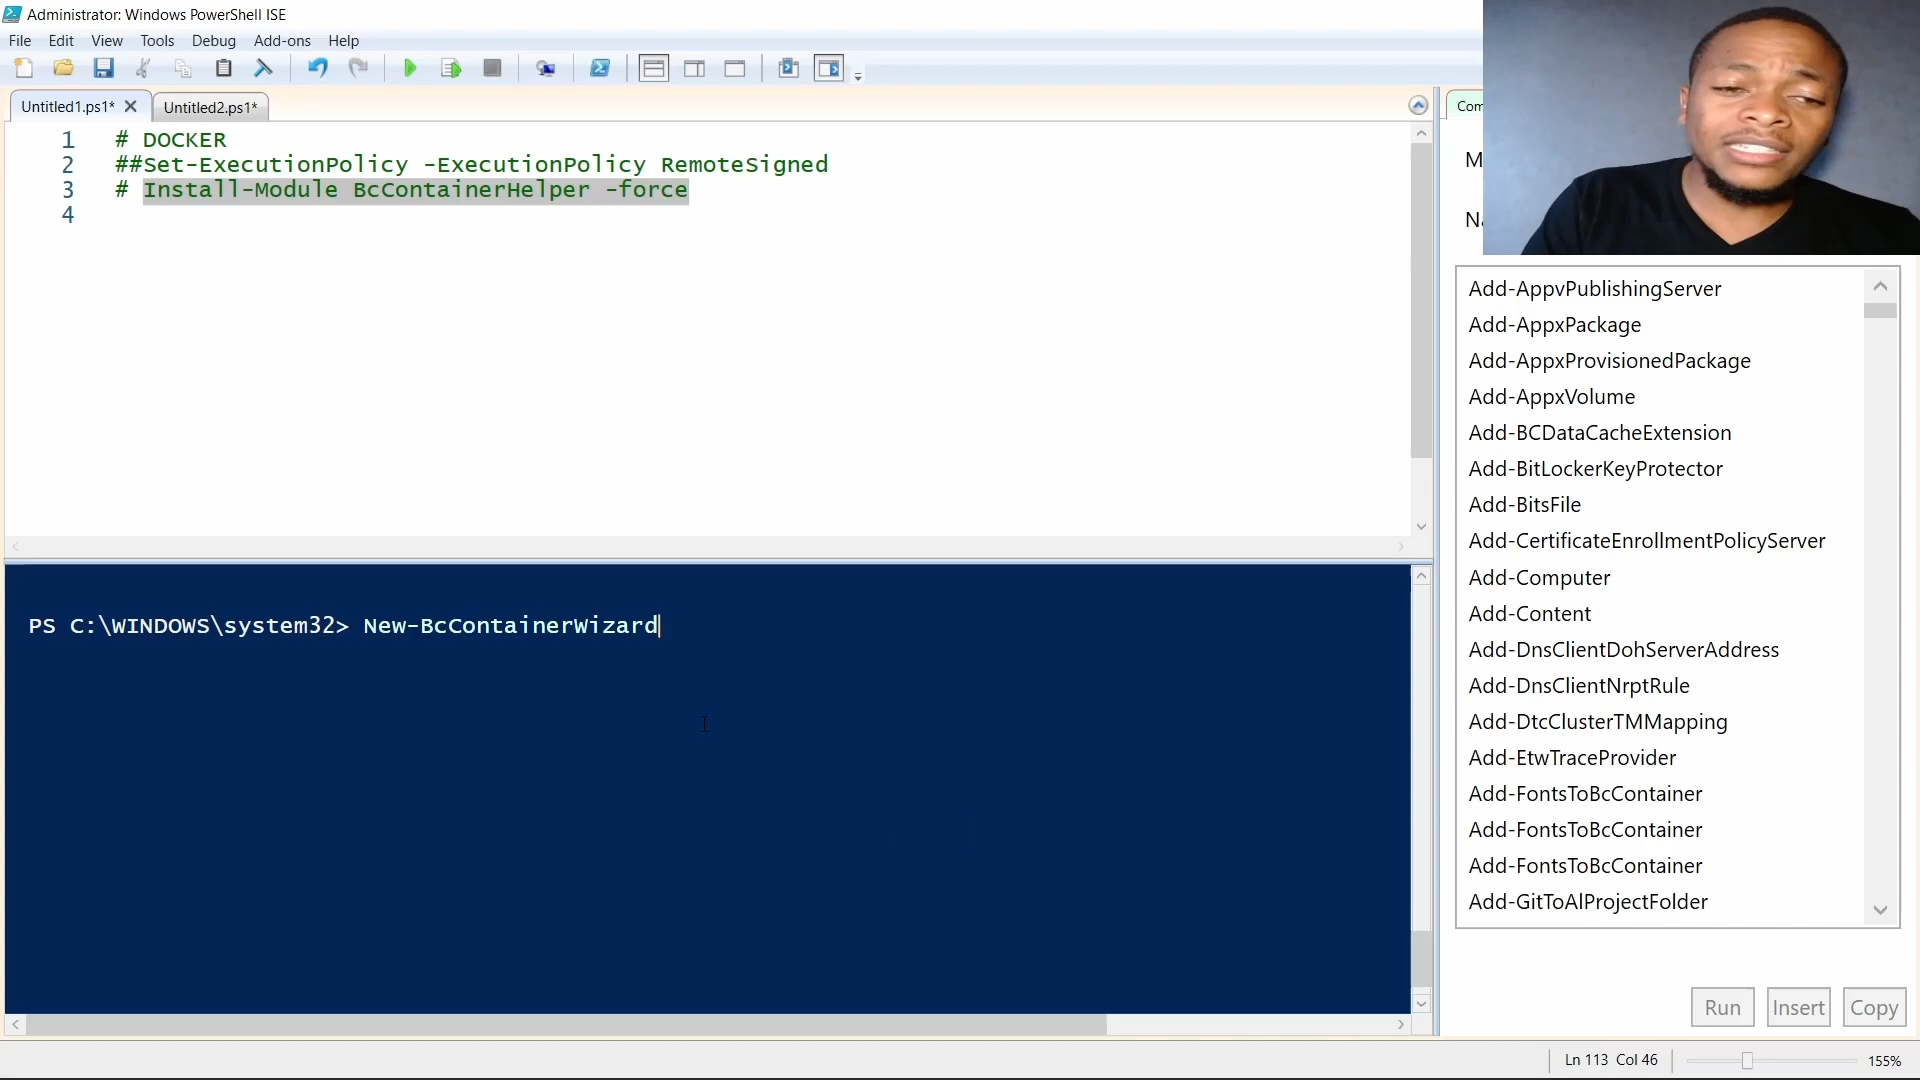 Administrator: Windows PowerShell ISE
File Edit View Tools Debug Add-ons Help
Untitled1.ps1*
Untitled2.ps1*
1 # DOCKER
2 ##Set-ExecutionPolicy -ExecutionPolicy RemoteSigned
3 # Install-Module BcContainerHelper -force
4
PS C:\WINDOWS\system32> New-BcContainerWizard
Com
M
Na
Add-AppvPublishingServer
Add-AppxPackage
Add-AppxProvisionedPackage
Add-AppxVolume
Add-BCDataCacheExtension
Add-BitLockerKeyProtector
Add-BitsFile
Add-CertificateEnrollmentPolicyServer
Add-Computer
Add-Content
Add-DnsClientDohServerAddress
Add-DnsClientNrptRule
Add-DtcClusterTMMapping
Add-EtwTraceProvider
Add-FontsToBcContainer
Add-FontsToBcContainer
Add-FontsToBcContainer
Add-GitToAlProjectFolder
Run Insert Copy
Ln 113 Col 46
155%